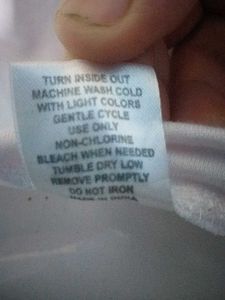 TURN INSIDE OUT
MACHINE WASH COLD
WITH LIGHT COLORS
GENTLE CYCLE
USE ONLY
NON-CHLORINE
BLEACH WHEN NEEDED
TUMBLE DRY LOW
REMOVE PROMPTLY
DO NOT IRON
MADE IN